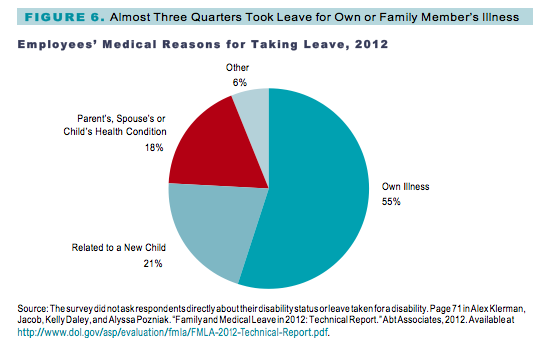 FIGURE 6. Almost Three Quarters Took Leave for Own or Family Member's Illness
Employees' Medical Reasons for Taking Leave, 2012
Other
6%
Parent's, Spouse's or
Child's Health Condition
18%
Own Illness
55%
Related to a New Child
21%
Source: The survey did not ask respondents directly about their disability status or leave taken for a disability. Page 71 in Alex Klerman,
Jacob, Kelly Daley, and Alyssa Pozniak. "Family and Medical Leave in 2012: Technical Report." Abt Associates, 2012. Available at
http://www.dol.gov/asp/evaluation/fmla/FMLA-2012-Technical-Report.pdf.